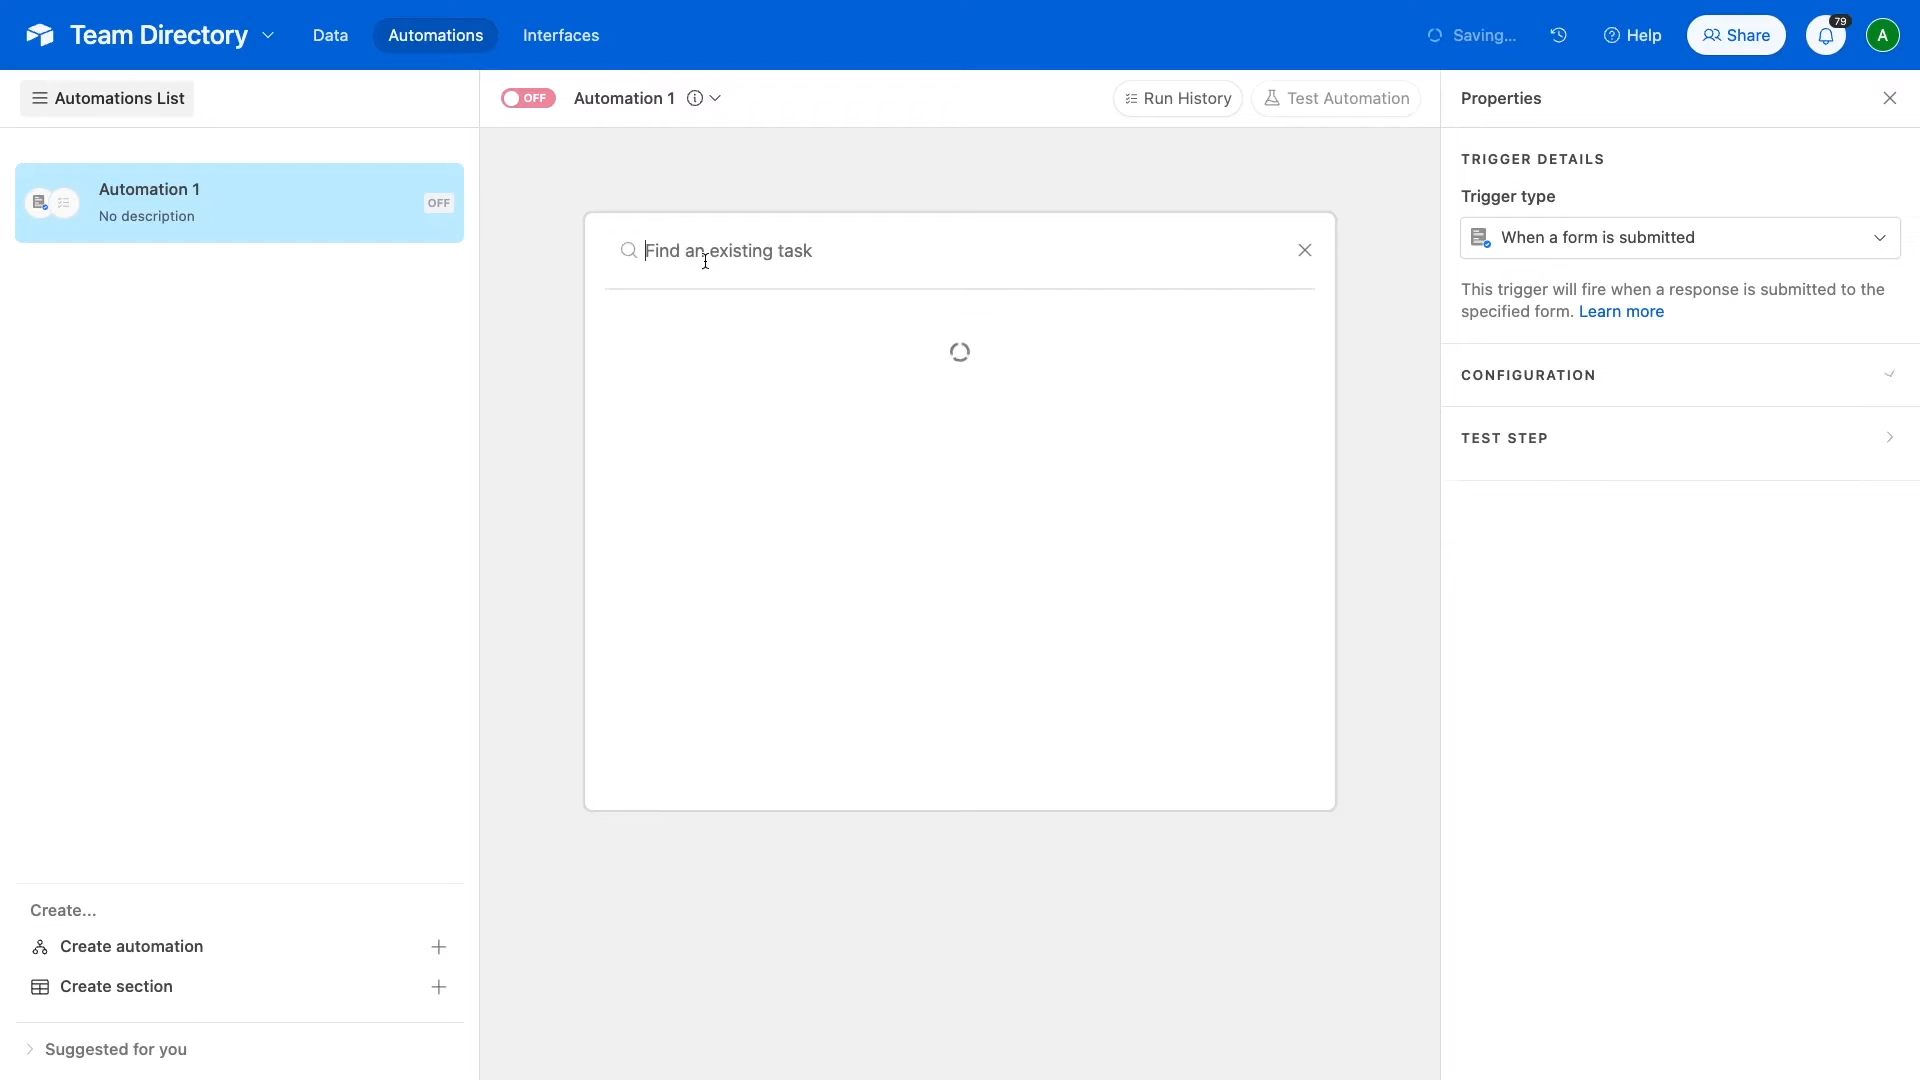 Team Directory
Data
Automations
Interfaces
Saving...
Help
Share
79
A
Automations List
OFF
Automation 1
Run History
Test Automation
Properties
Automation 1
No description
OFF
Find an existing task
TRIGGER DETAILS
Trigger type
When a form is submitted
This trigger will fire when a response is submitted to the
specified form. Learn more
CONFIGURATION
TEST STEP
Create...
Create automation
Create section
Suggested for you